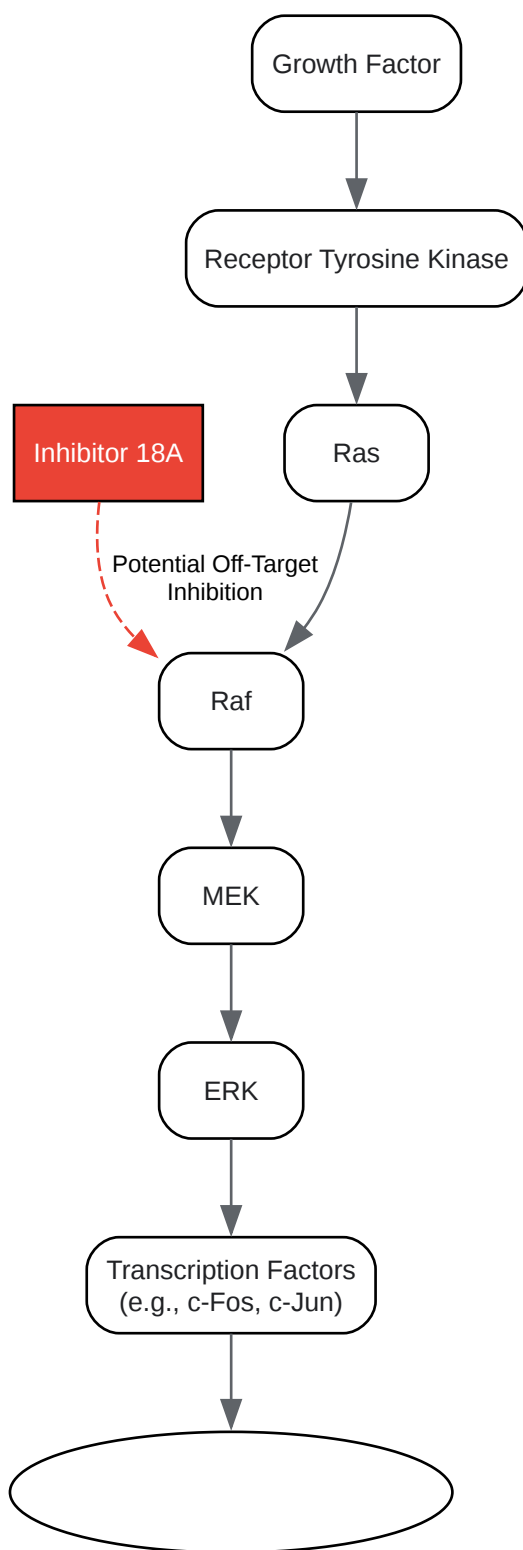 Growth Factor
Receptor Tyrosine Kinase
Inhibitor 18A
Ras
Potential Off-Target
Inhibition
Raf
MEK
ERK
Transcription Factors
(e.g., c-Fos, c-Jun)